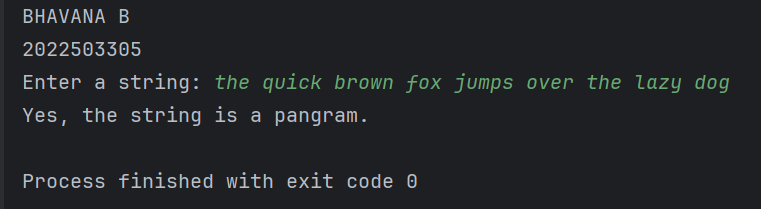 BHAVANA B
2022503305
Enter a string: the quick brown fox jumps over the lazy dog
Yes, the string is a pangram.
Process finished with exit code 0